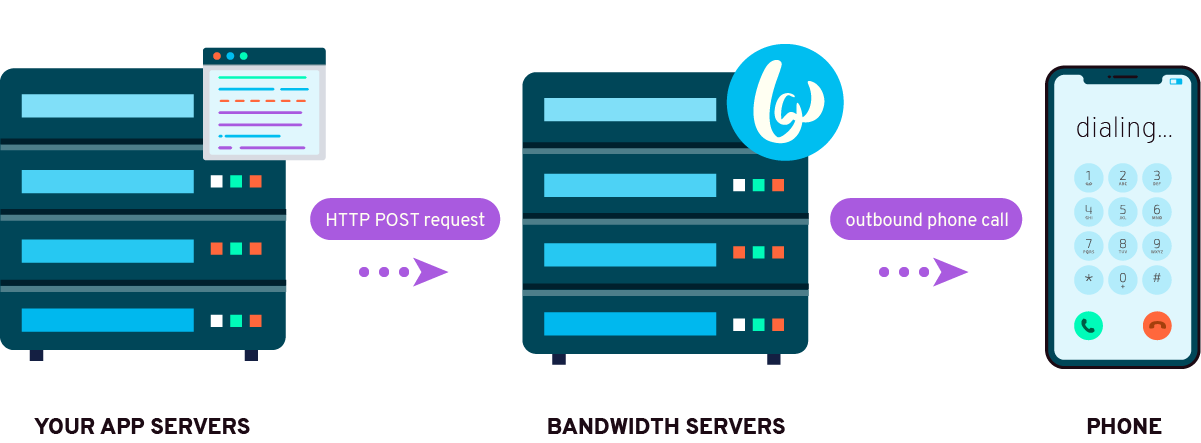 HTTP POST request
outbound phone call
dialing...
1
2
ABC
3
DEF
4
GHI
5
JKL
6
MNO
7
PQRS
8
TUV
9
WXYZ
*
0
+
#
YOUR APP SERVERS
BANDWIDTH SERVERS
PHONE